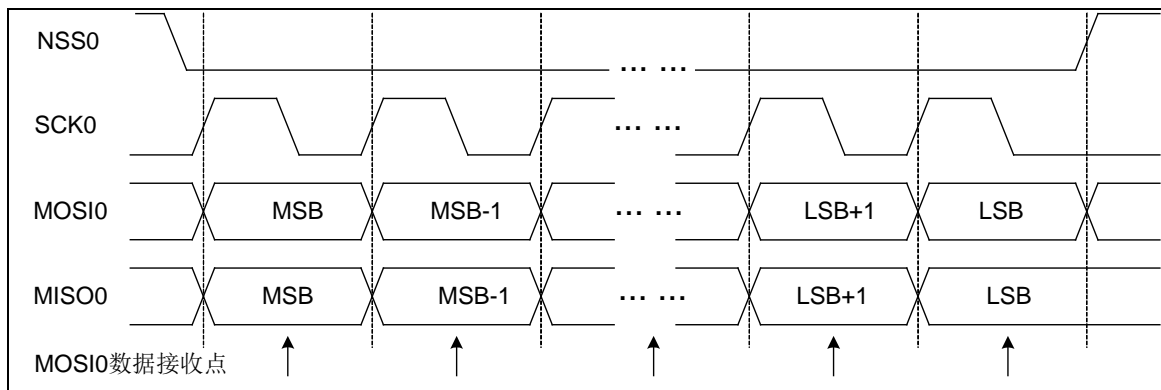 NSS0
... ...
SCK0
... ...
MOSI0 MSB MSB-1 ... ... LSB+1 LSB
MISO0 MSB MSB-1 ... ... LSB+1 LSB
MOSI0数据接收点